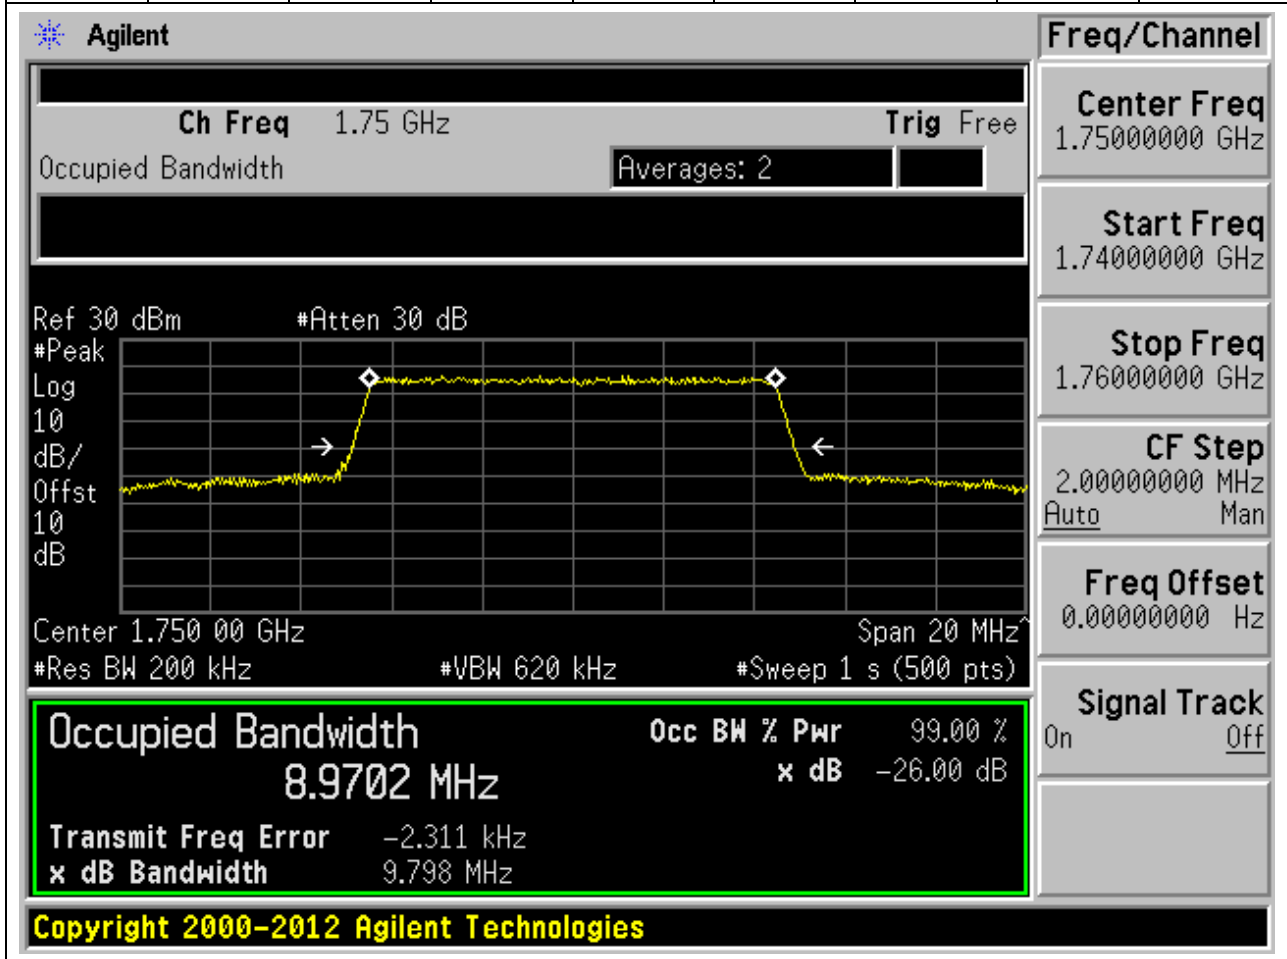 Agilent
Freq/Channel
Ch Freq 1.75 GHz Trig Free
Occupied Bandwidth Averages: 2
Center Freq
1.75000000 GHz
Start Freq
1.74000000 GHz
Stop Freq
1.76000000 GHz
CF Step
2.00000000 MHz
Auto Man
Freq Offset
0.00000000 Hz
Signal Track
On Off
Ref 30 dBm #Atten 30 dB
#Peak
Log
10
dB/
Offst
10
dB
Center 1.750 00 GHz Span 20 MHz^
#Res BW 200 kHz #VBW 620 kHz #Sweep 1 s (500 pts)
Occupied Bandwidth Occ BW % Pwr 99.00 %
8.9702 MHz x dB -26.00 dB
Transmit Freq Error -2.311 kHz
x dB Bandwidth 9.798 MHz
Copyright 2000-2012 Agilent Technologies